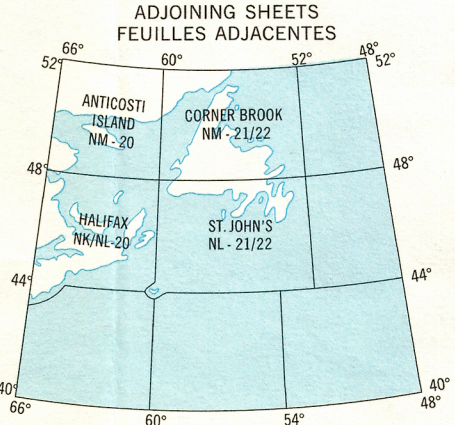 ADJOINING SHEETS
FEUILLES ADJACENTES
66° 60° 52° 48°
52° 52°
ANTICOSTI
ISLAND
NM - 20
CORNER BROOK
NM - 21/22
48° 48°
HALIFAX
NK/NL-20
ST. JOHN'S
NL - 21/22
44° 44°
40° 40°
66° 60° 54° 48°